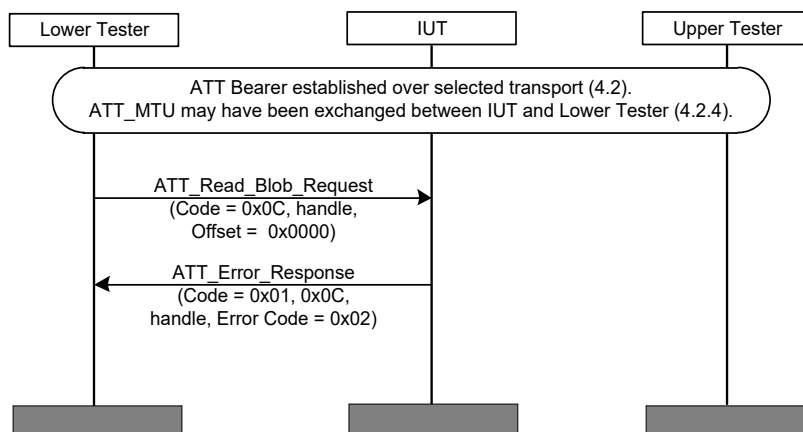 Lower Tester
IUT
Upper Tester
ATT Bearer established over selected transport (4.2).
ATT_MTU may have been exchanged between IUT and Lower Tester (4.2.4).
ATT_Read_Blob_Request
(Code = 0x0C, handle,
Offset =  0x0000)
ATT_Error_Response
(Code = 0x01, 0x0C,
handle, Error Code = 0x02)